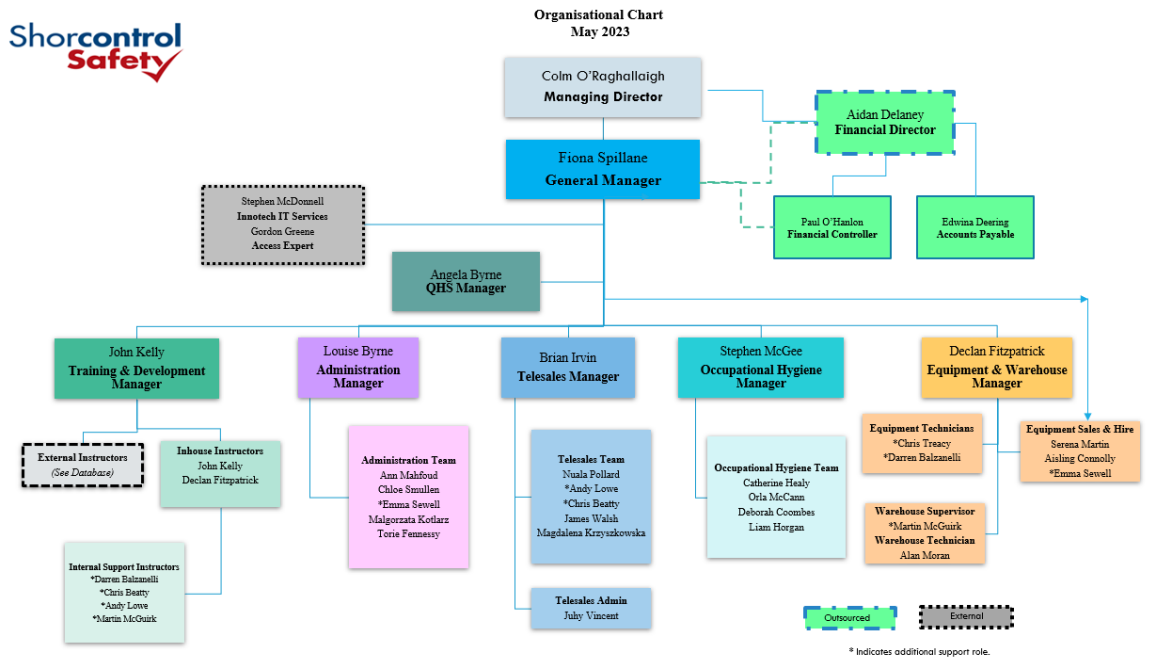 Organisational Chart
May 2023
Shorcontrol
Safety
Colm O'Raghallaigh
Managing Director
Aidan Delaney
Financial Director
Fiona Spillane
General Manager
Stephen McDonnell
Innotech IT Services
Gordon Greene
Access Expert
Paul O'Hanlon
Financial Controller
Edwina Deering
Accounts Payable
Angela Byrne
QHS Manager
John Kelly
Training & Development
Manager
Louise Byrne
Administration
Manager
Brian Irvin
Telesales Manager
Stephen McGee
Occupational Hygiene
Manager
Declan Fitzpatrick
Equipment & Warehouse
Manager
External Instructors
(See Database)
Inhouse Instructors
John Kelly
Declan Fitzpatrick
Internal Support Instructors
*Darren Balzanelli
*Chris Beatty
*Andy Lowe
*Martin McGuirk
Administration Team
Ann Mahfoud
Chloe Smullen
*Emma Sewell
Malgorzata Kotlarz
Torie Fennessy
Telesales Team
Nuala Pollard
*Andy Lowe
*Chris Beatty
James Walsh
Magdalena Krzyszkowska
Telesales Admin
Juhy Vincent
Occupational Hygiene Team
Catherine Healy
Orla McCann
Deborah Coombes
Liam Horgan
Equipment Technicians
*Chris Treacy
*Darren Balzanelli
Warehouse Supervisor
*Martin McGuirk
Warehouse Technician
Alan Moran
Equipment Sales & Hire
Serena Martin
Aisling Connolly
*Emma Sewell
Outsourced
External
* Indicates additional support role.